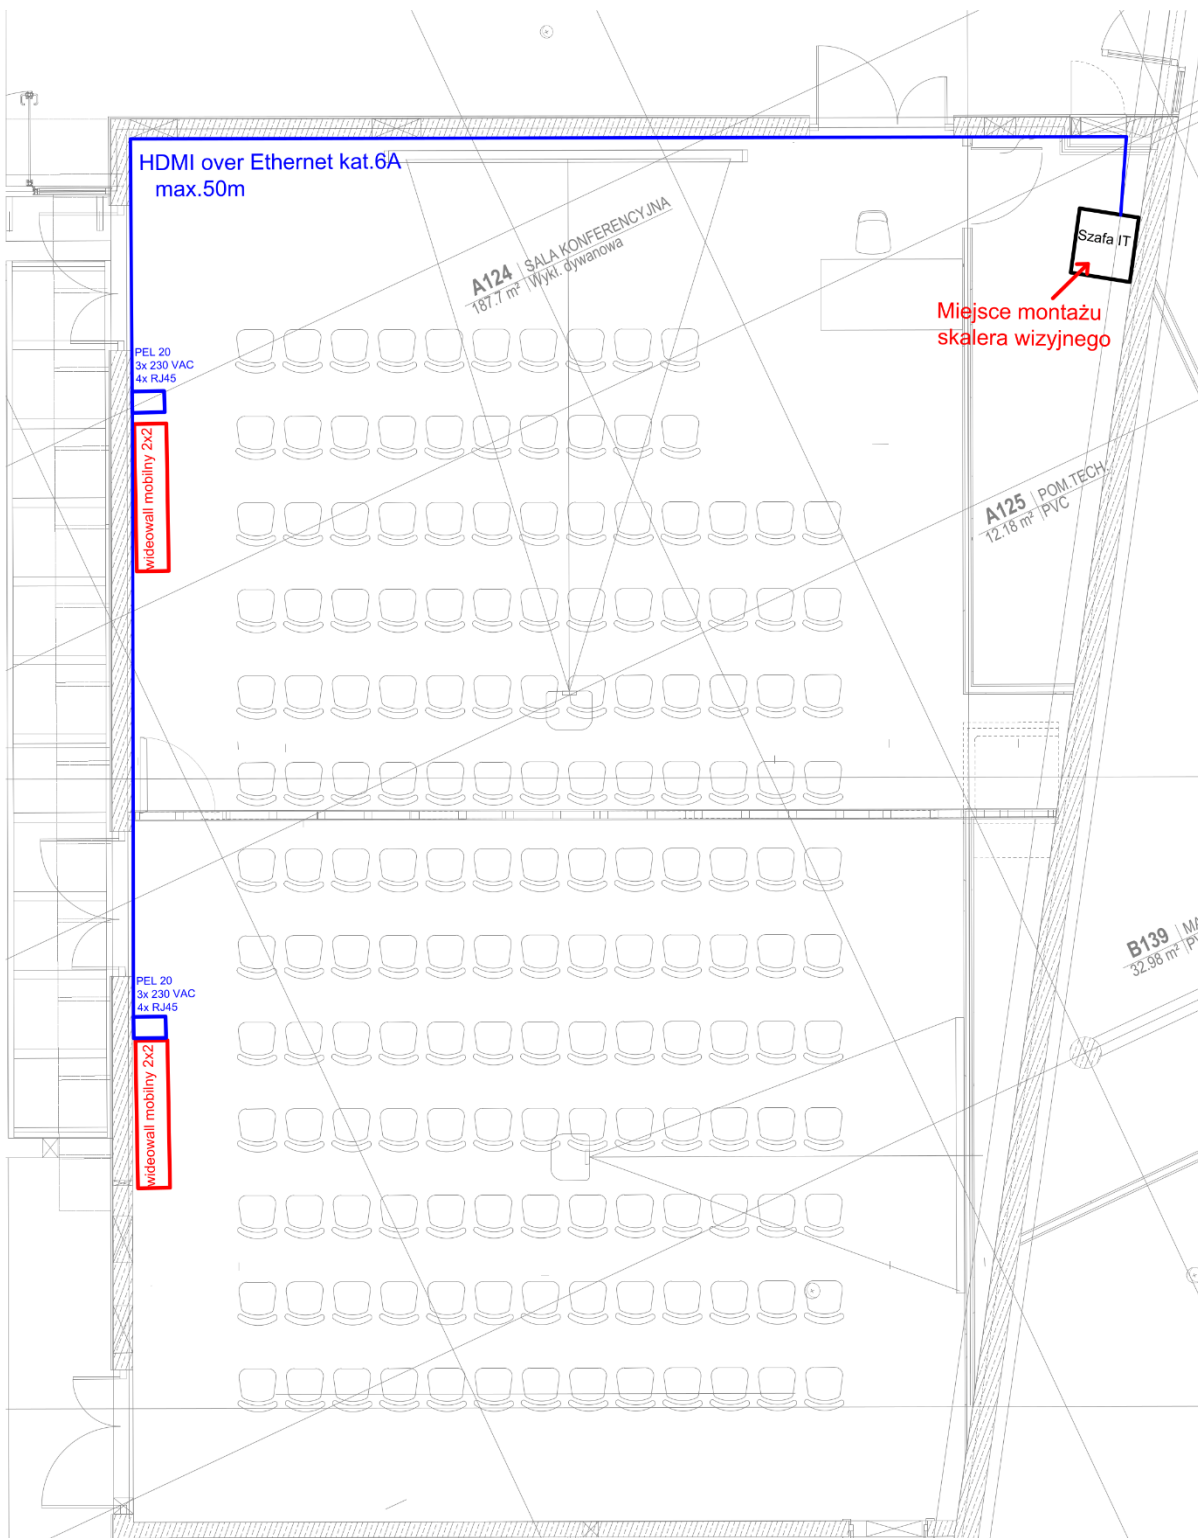 HDMI over Ethernet kat.6A
max.50m
A124 | SALA KONFERENCYJNA
187.7 m² | Wykł. dywanowa
Szafa IT
Miejsce montażu
skalera wizyjnego
PEL 20
3x 230 VAC
4x RJ45
wideowall mobilny 2x2
A125 | POM.TECH.
12.18 m² | PVC
B139 | MA
32.98 m² | PV
PEL 20
3x 230 VAC
4x RJ45
wideowall mobilny 2x2